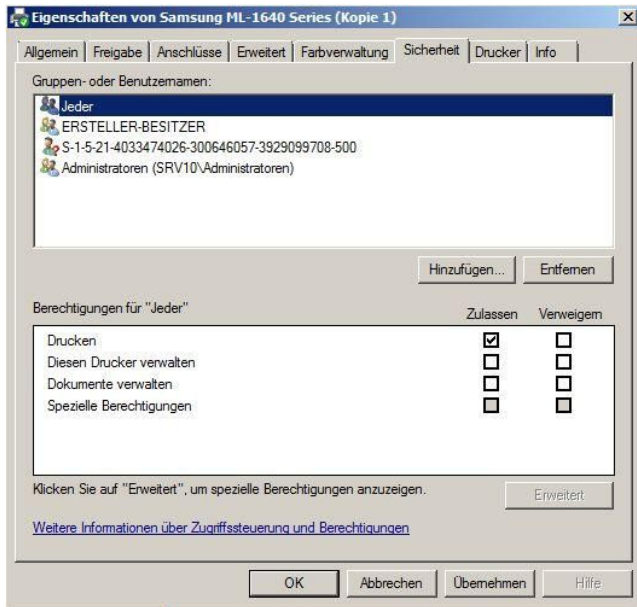 Eigenschaften von Samsung ML-1640 Series (Kopie 1)
Allgemein Freigabe Anschlüsse Erweitert Farbverwaltung Sicherheit Drucker Info
Gruppen- oder Benutzernamen:
Jeder
ERSTELLER-BESITZER
S-1-5-21-4033474026-300646057-3929099708-500
Administratoren (SRV10\Administratoren)
Hinzufügen... Entfernen
Berechtigungen für "Jeder"
Zulassen Verweigern
Drucken
Diesen Drucker verwalten
Dokumente verwalten
Spezielle Berechtigungen
Klicken Sie auf "Erweitert", um spezielle Berechtigungen anzuzeigen.
Erweitert
Weitere Informationen über Zugriffssteuerung und Berechtigungen
OK Abbrechen Übernehmen Hilfe